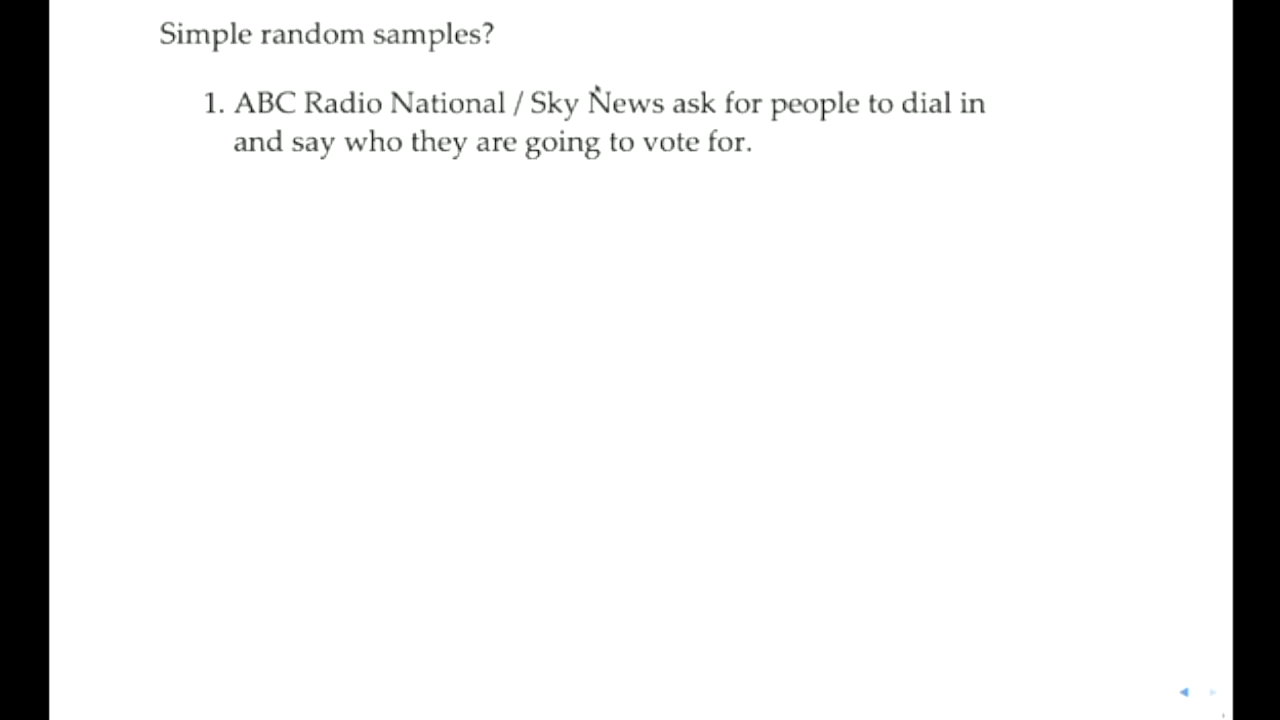 Simple random samples?
1. ABC Radio National / Sky News ask for people to dial in
and say who they are going to vote for.